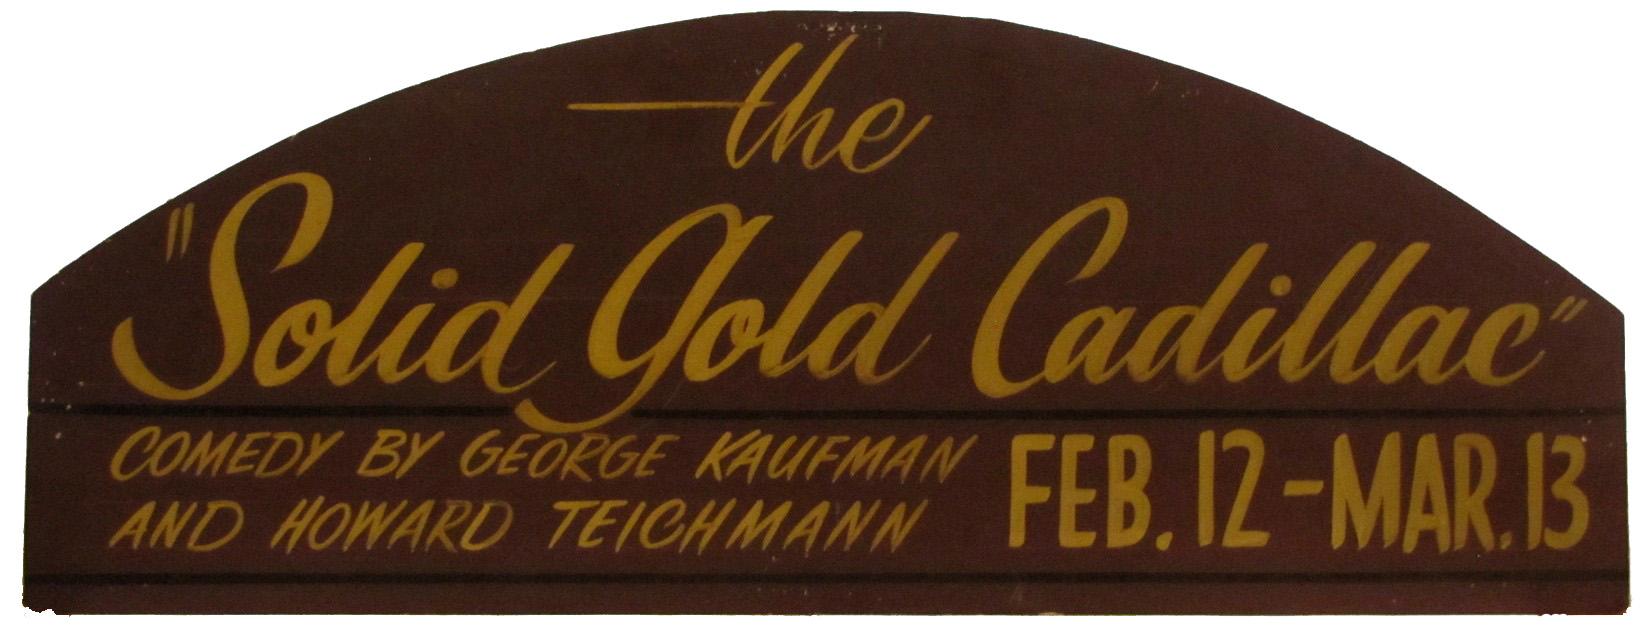 the
"Solid Gold Cadillac"
COMEDY BY GEORGE KAUFMAN
AND HOWARD TEICHMANN
FEB. 12-MAR. 13